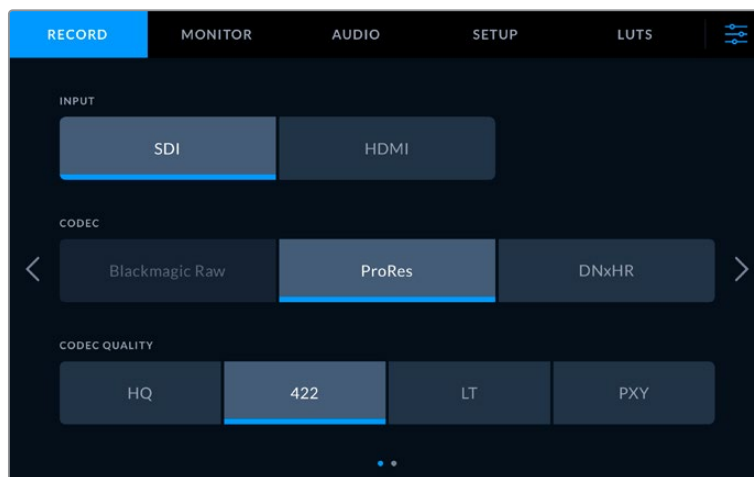 RECORD MONITOR AUDIO SETUP LUTS
INPUT
SDI HDMI
CODEC
Blackmagic Raw ProRes DNxHR
CODEC QUALITY
HQ 422 LT PXY